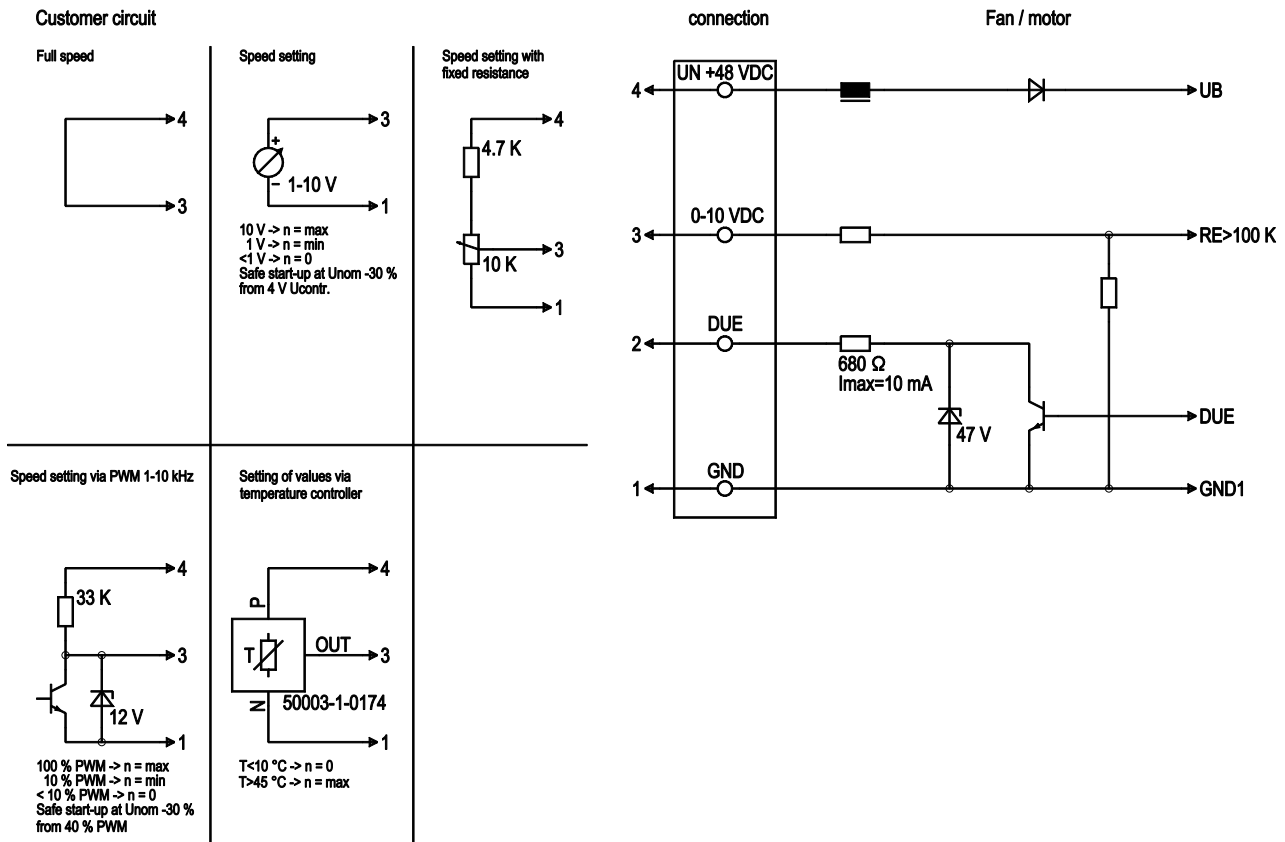 Customer circuit
connection
Fan / motor
Full speed
4
3
Speed setting
3
+
–
1-10 V
1
10 V -> n = max
1 V -> n = min
<1 V -> n = 0
Safe start-up at Unom -30 %
from 4 V Ucontr.
Speed setting with
fixed resistance
4
4.7 K
3
10 K
1
Speed setting via PWM 1-10 kHz
4
33 K
3
12 V
1
100 % PWM -> n = max
10 % PWM -> n = min
< 10 % PWM -> n = 0
Safe start-up at Unom -30 %
from 40 % PWM
Setting of values via
temperature controller
4
P
T
OUT
3
N
50003-1-0174
1
T<10 °C -> n = 0
T>45 °C -> n = max
UN +48 VDC
4
UB
0-10 VDC
3
RE>100 K
DUE
2
680 Ω
Imax=10 mA
47 V
DUE
GND
1
GND1